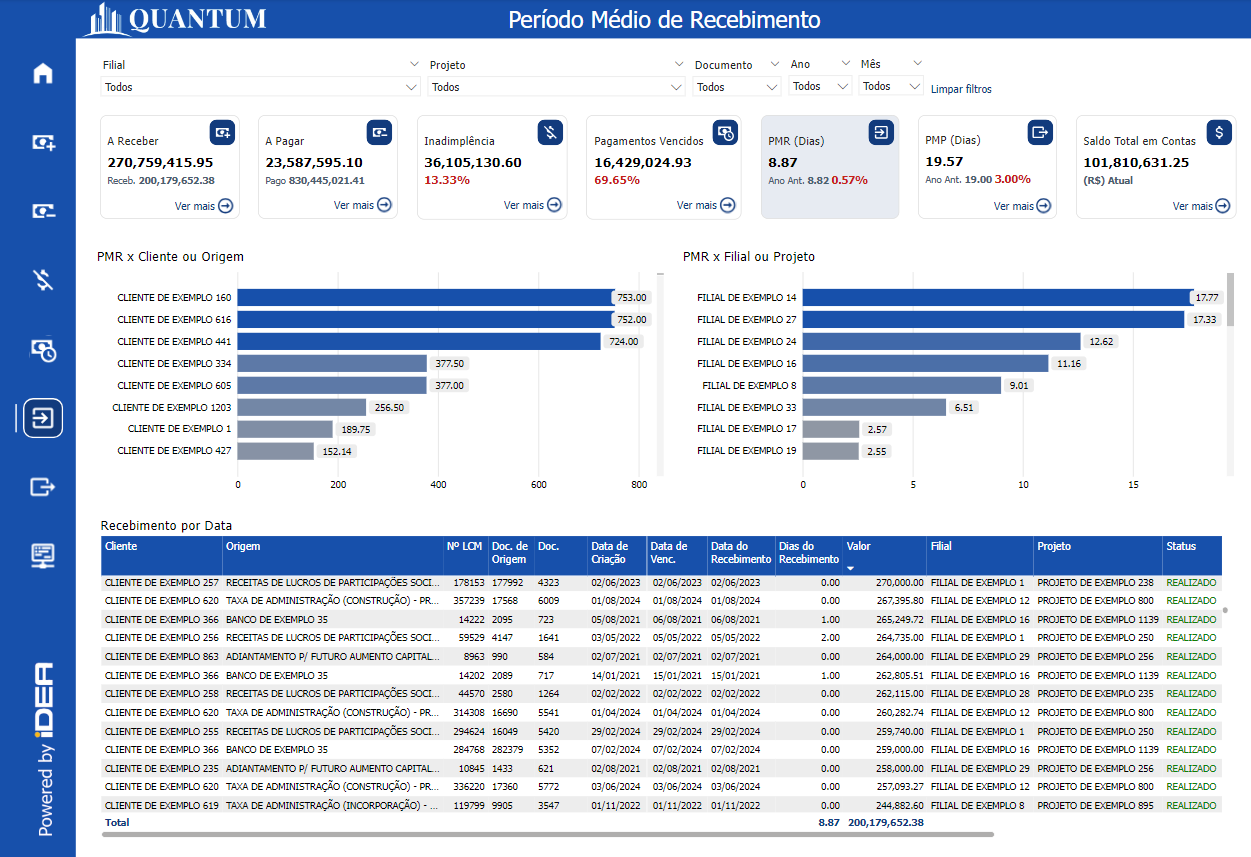 QUANTUM
Período Médio de Recebimento
Filial Projeto Documento Ano Mês
Todos Todos Todos Todos Todos Limpar filtros
A Receber
270,759,415.95
Receb. 200,179,652.38
Ver mais
A Pagar
23,587,595.10
Pago 830,445,021.41
Ver mais
Inadimplência
36,105,130.60
13.33%
Ver mais
Pagamentos Vencidos
16,429,024.93
69.65%
Ver mais
PMR (Dias)
8.87
Ano Ant. 8.82 0.57%
PMP (Dias)
19.57
Ano Ant. 19.00 3.00%
Ver mais
Saldo Total em Contas
101,810,631.25
(R$) Atual
Ver mais
PMR x Cliente ou Origem
CLIENTE DE EXEMPLO 160 753.00
CLIENTE DE EXEMPLO 616 752.00
CLIENTE DE EXEMPLO 441 724.00
CLIENTE DE EXEMPLO 334 377.50
CLIENTE DE EXEMPLO 605 377.00
CLIENTE DE EXEMPLO 1203 256.50
CLIENTE DE EXEMPLO 1 189.75
CLIENTE DE EXEMPLO 427 152.14
0 200 400 600 800
PMR x Filial ou Projeto
FILIAL DE EXEMPLO 14 17.77
FILIAL DE EXEMPLO 27 17.33
FILIAL DE EXEMPLO 24 12.62
FILIAL DE EXEMPLO 16 11.16
FILIAL DE EXEMPLO 8 9.01
FILIAL DE EXEMPLO 33 6.51
FILIAL DE EXEMPLO 17 2.57
FILIAL DE EXEMPLO 19 2.55
0 5 10 15
Recebimento por Data
Cliente Origem Nº LCM Doc. de Origem Doc. Data de Criação Data de Venc. Data do Recebimento Dias do Recebimento Valor Filial Projeto Status
CLIENTE DE EXEMPLO 257 RECEITAS DE LUCROS DE PARTICIPAÇÕES SOCI... 178153 177992 4323 02/06/2023 02/06/2023 02/06/2023 0.00 270,000.00 FILIAL DE EXEMPLO 1 PROJETO DE EXEMPLO 238 REALIZADO
CLIENTE DE EXEMPLO 620 TAXA DE ADMINISTRAÇÃO (CONSTRUÇÃO) - PR... 357239 17568 6009 01/08/2024 01/08/2024 01/08/2024 0.00 267,395.80 FILIAL DE EXEMPLO 12 PROJETO DE EXEMPLO 800 REALIZADO
CLIENTE DE EXEMPLO 366 BANCO DE EXEMPLO 35 14222 2095 723 05/08/2021 06/08/2021 06/08/2021 1.00 265,249.72 FILIAL DE EXEMPLO 16 PROJETO DE EXEMPLO 1139 REALIZADO
CLIENTE DE EXEMPLO 256 RECEITAS DE LUCROS DE PARTICIPAÇÕES SOCI... 59529 4147 1641 03/05/2022 05/05/2022 05/05/2022 2.00 264,735.00 FILIAL DE EXEMPLO 1 PROJETO DE EXEMPLO 250 REALIZADO
CLIENTE DE EXEMPLO 863 ADIANTAMENTO P/ FUTURO AUMENTO CAPITAL... 8963 990 584 02/07/2021 02/07/2021 02/07/2021 0.00 264,000.00 FILIAL DE EXEMPLO 29 PROJETO DE EXEMPLO 256 REALIZADO
CLIENTE DE EXEMPLO 366 BANCO DE EXEMPLO 35 14202 2089 717 14/01/2021 15/01/2021 15/01/2021 1.00 262,805.51 FILIAL DE EXEMPLO 16 PROJETO DE EXEMPLO 1139 REALIZADO
CLIENTE DE EXEMPLO 258 RECEITAS DE LUCROS DE PARTICIPAÇÕES SOCI... 44570 2580 1264 02/02/2022 02/02/2022 02/02/2022 0.00 262,115.00 FILIAL DE EXEMPLO 28 PROJETO DE EXEMPLO 235 REALIZADO
CLIENTE DE EXEMPLO 620 TAXA DE ADMINISTRAÇÃO (CONSTRUÇÃO) - PR... 314308 16690 5541 01/04/2024 01/04/2024 01/04/2024 0.00 260,282.74 FILIAL DE EXEMPLO 12 PROJETO DE EXEMPLO 800 REALIZADO
CLIENTE DE EXEMPLO 255 RECEITAS DE LUCROS DE PARTICIPAÇÕES SOCI... 294624 16049 5420 29/02/2024 29/02/2024 29/02/2024 0.00 259,740.00 FILIAL DE EXEMPLO 1 PROJETO DE EXEMPLO 250 REALIZADO
CLIENTE DE EXEMPLO 366 BANCO DE EXEMPLO 35 284768 282379 5352 07/02/2024 07/02/2024 07/02/2024 0.00 259,000.00 FILIAL DE EXEMPLO 16 PROJETO DE EXEMPLO 1139 REALIZADO
CLIENTE DE EXEMPLO 235 ADIANTAMENTO P/ FUTURO AUMENTO CAPITAL... 10845 1433 621 02/08/2021 02/08/2021 02/08/2021 0.00 258,000.00 FILIAL DE EXEMPLO 29 PROJETO DE EXEMPLO 256 REALIZADO
CLIENTE DE EXEMPLO 620 TAXA DE ADMINISTRAÇÃO (CONSTRUÇÃO) - PR... 336220 17360 5772 03/06/2024 03/06/2024 03/06/2024 0.00 257,093.27 FILIAL DE EXEMPLO 12 PROJETO DE EXEMPLO 800 REALIZADO
CLIENTE DE EXEMPLO 619 TAXA DE ADMINISTRAÇÃO (INCORPORAÇÃO) - ... 119799 9905 3547 01/11/2022 01/11/2022 01/11/2022 0.00 244,882.60 FILIAL DE EXEMPLO 8 PROJETO DE EXEMPLO 895 REALIZADO
Total 8.87 200,179,652.38
Powered by iDEA